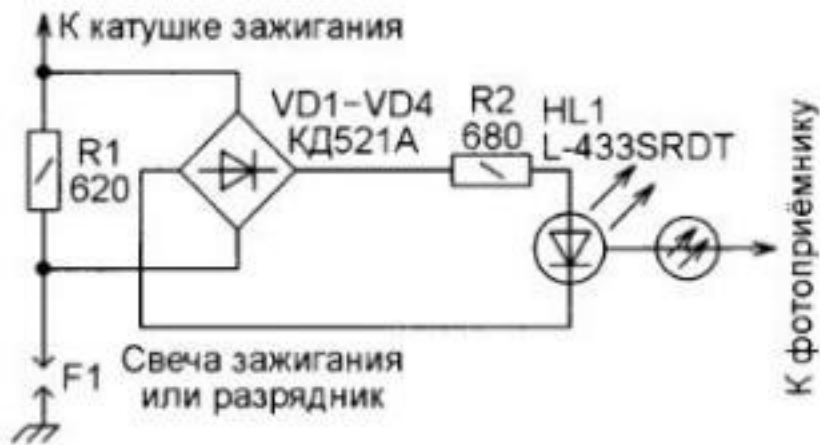 К катушке зажигания
VD1-VD4
КД521А
R2
680
HL1
L-433SRDT
R1
620
F1
Свеча зажигания
или разрядник
К фотоприёмнику